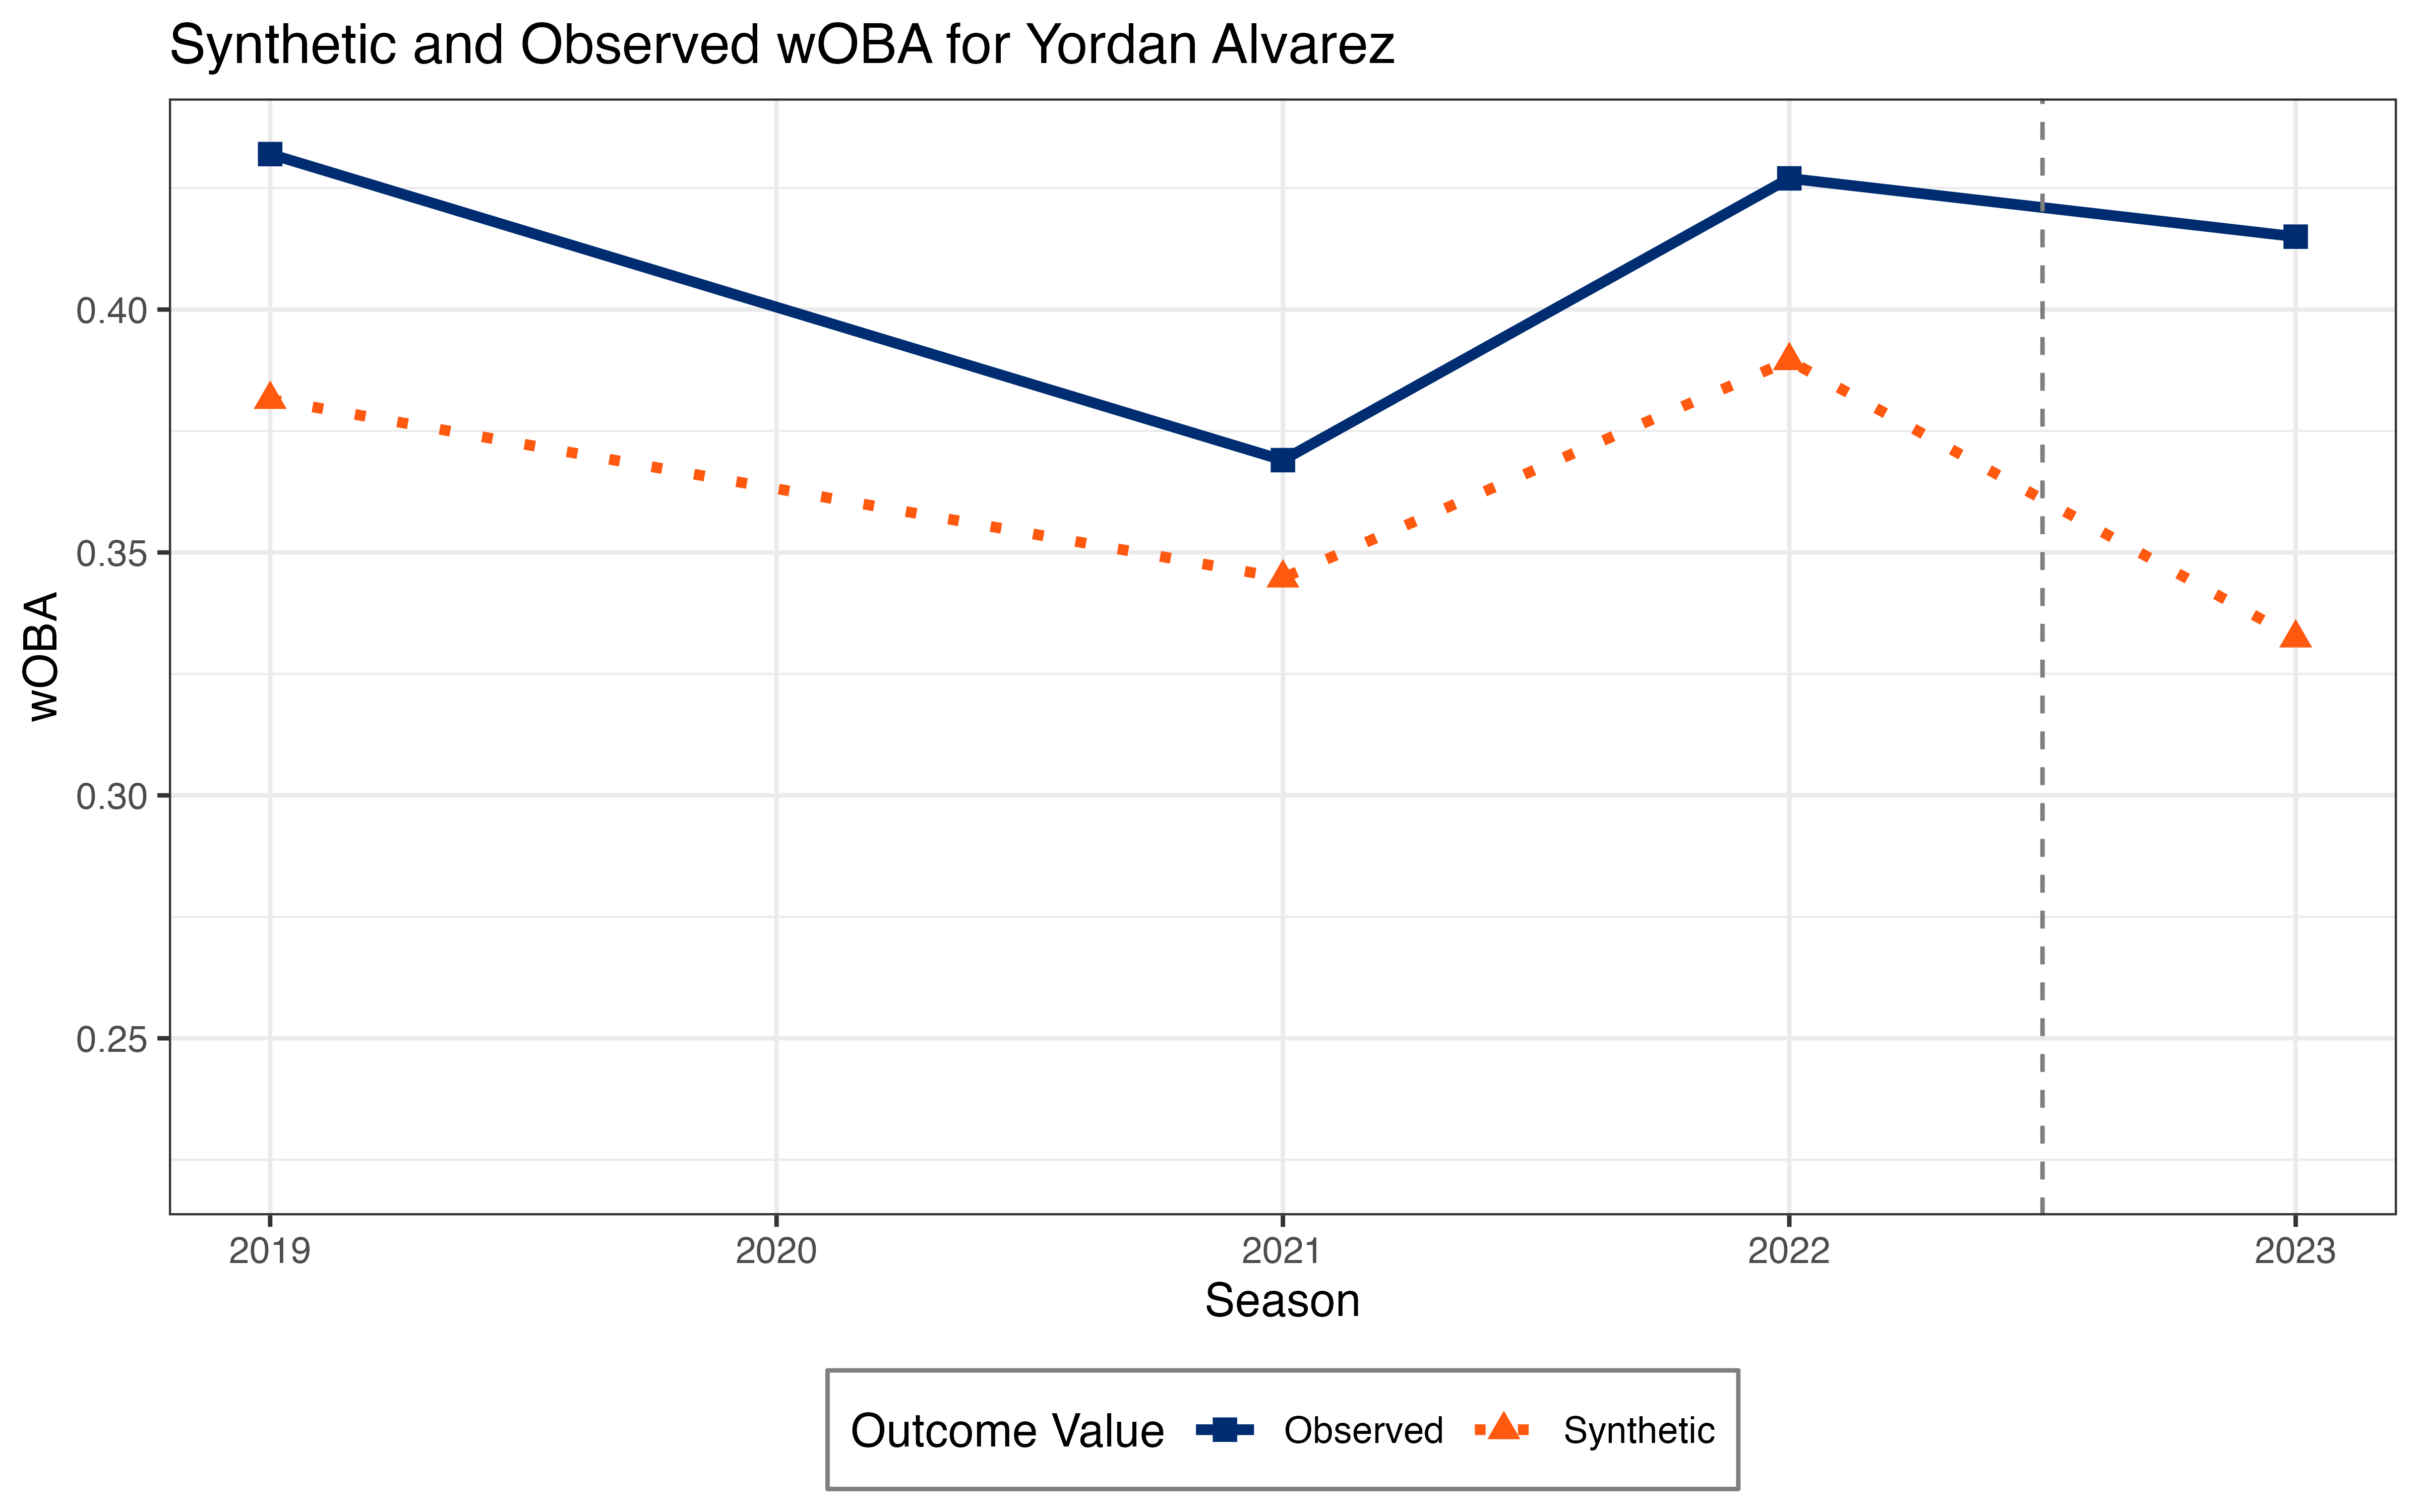 Synthetic and Observed wOBA for Yordan Alvarez
wOBA
0.40
0.35
0.30
0.25
2019 2020 2021 2022 2023
Season
Outcome Value Observed Synthetic